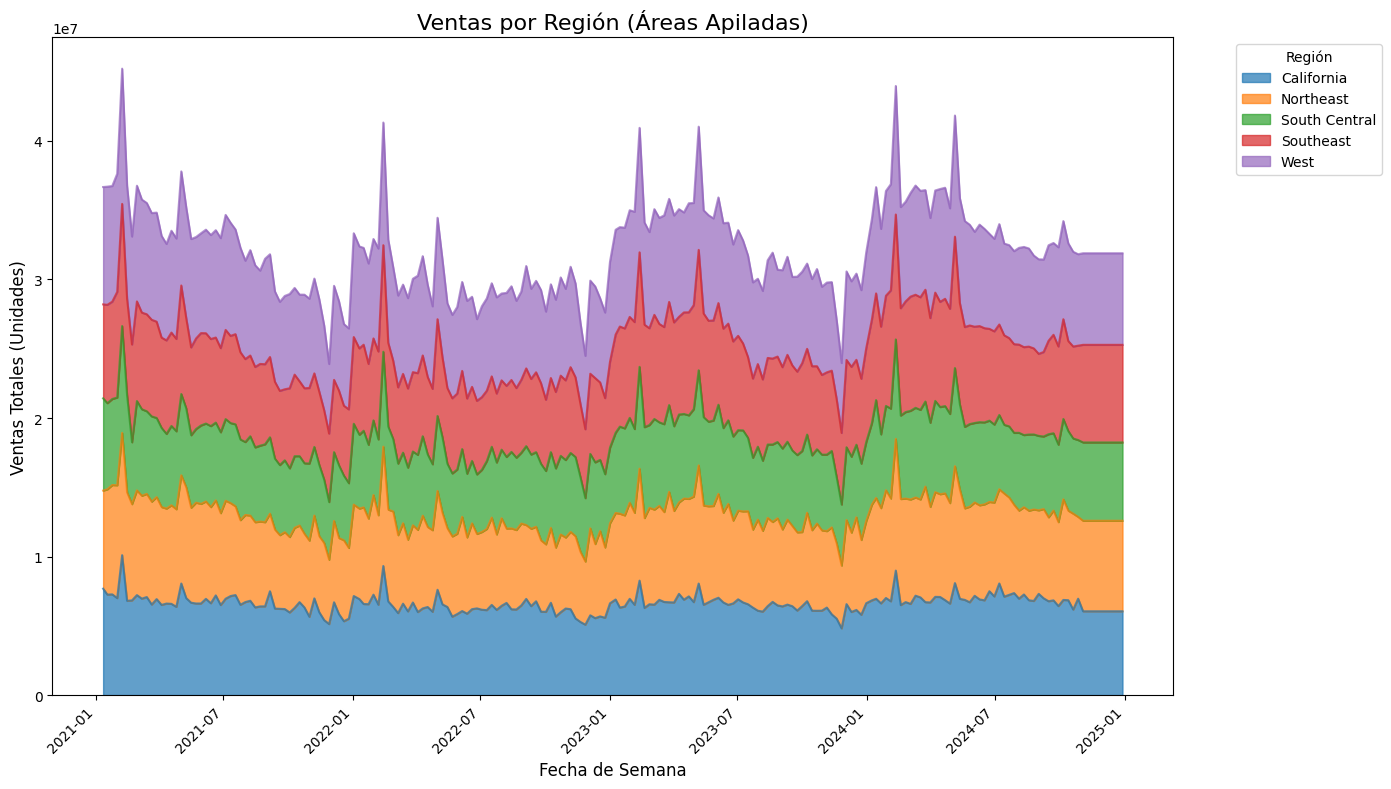 Ventas por Región (Áreas Apiladas)
1e7
Ventas Totales (Unidades)
4
3
2
1
0
2021-01
2021-07
2022-01
2022-07
2023-01
2023-07
2024-01
2024-07
2025-01
Fecha de Semana
Región
California
Northeast
South Central
Southeast
West